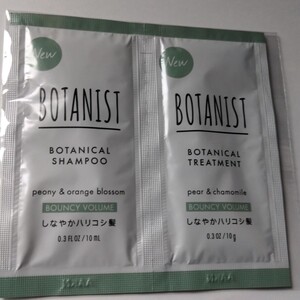 New
BOTANIST
BOTANICAL
SHAMPOO
peony & orange blossom
BOUNCY VOLUME
しなやかハリコシ髪
0.3 FL OZ / 10 mL
New
BOTANIST
BOTANICAL
TREATMENT
pear & chamomile
BOUNCY VOLUME
しなやかハリコシ髪
0.3 OZ / 10 g